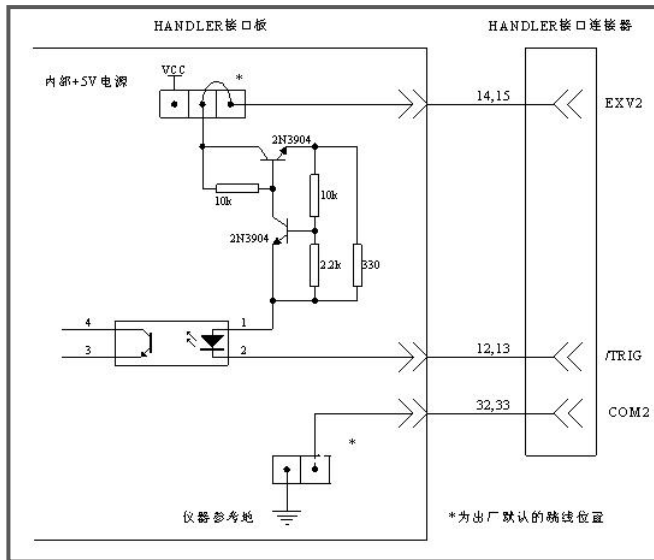 HANDLER接口板
HANDLER接口连接器
VCC
*
内部+5V电源
14,15
EXV2
2N3904
10k
10k
2N3904
2.2k
330
4
1
3
2
12,13
/TRIG
32,33
COM2
*
仪器参考地
*为出厂默认的跳线位置